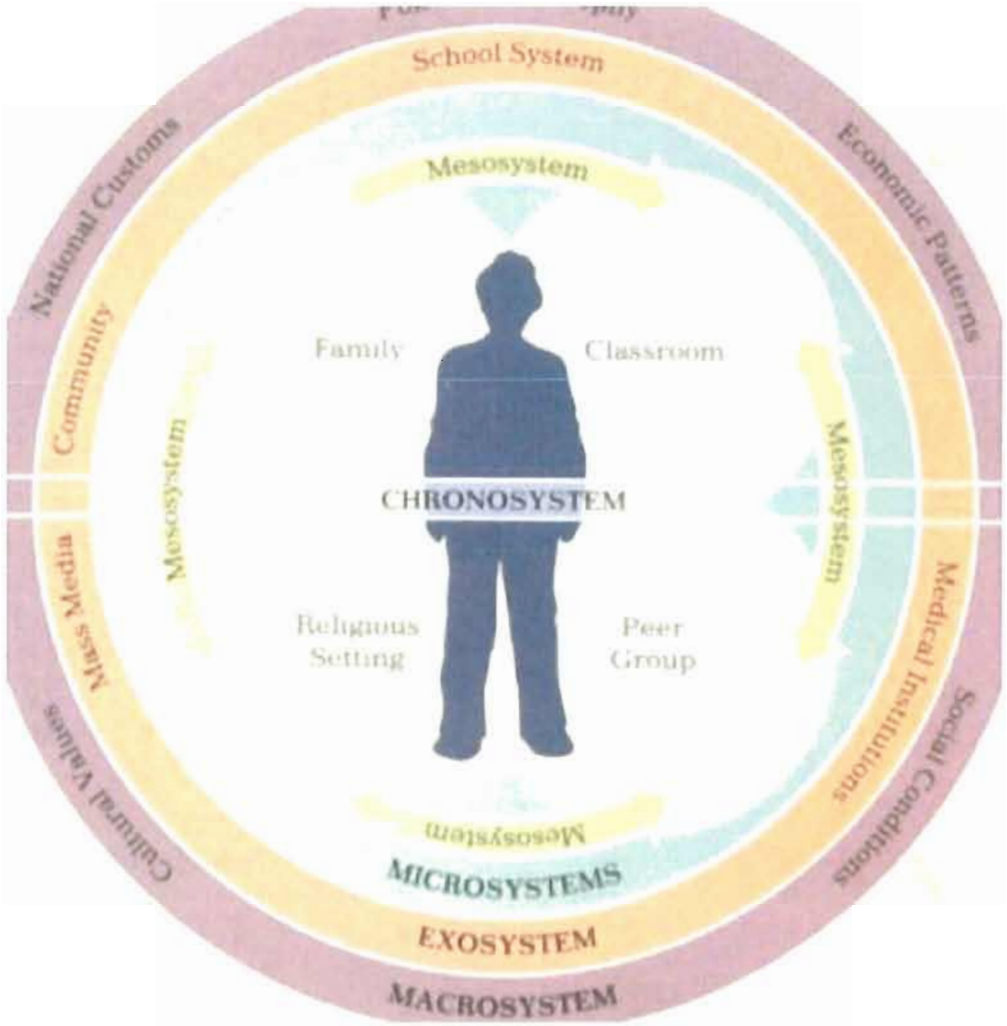 School System
National Customs
Economic Patterns
Mesosystem
Community
Family
Classroom
Mesosystem
Mesosystem
CHRONOSYSTEM
Mass Media
Medical Institutions
Religious
Setting
Peer
Group
Cultural Values
Social Conditions
Mesosystem
MICROSYSTEMS
EXOSYSTEM
MACROSYSTEM